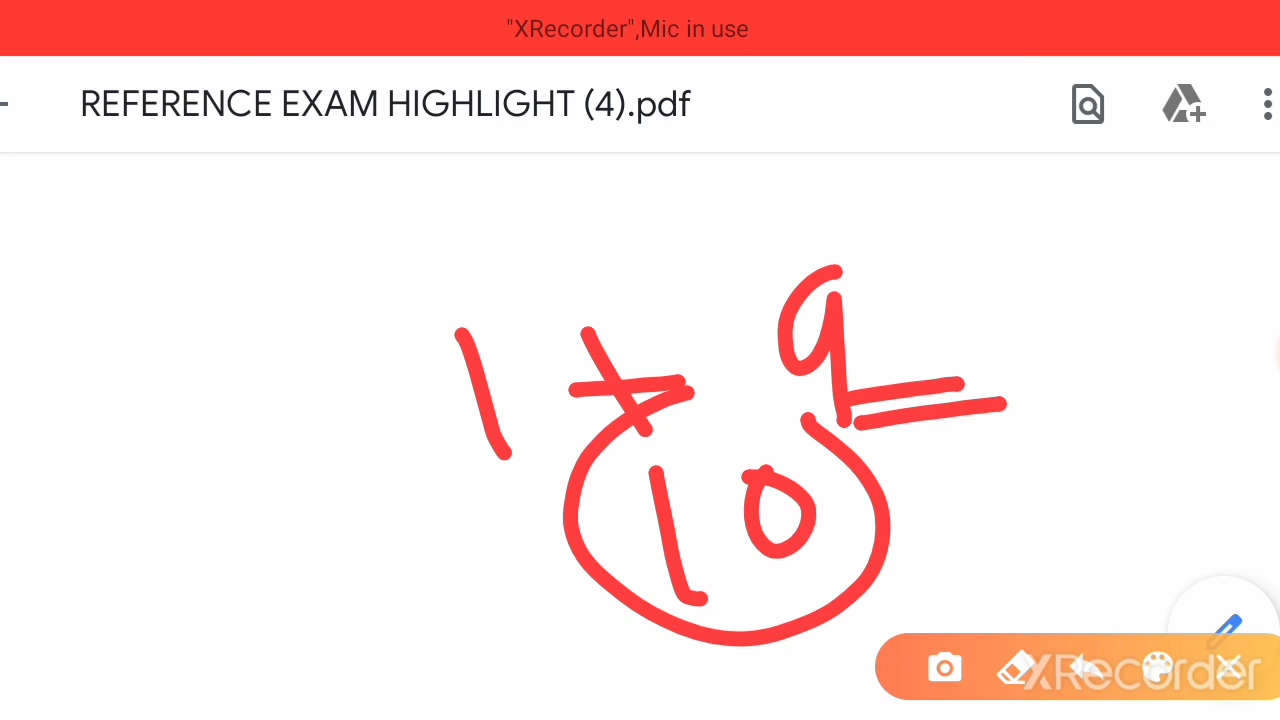 "XRecorder",Mic in use
REFERENCE EXAM HIGHLIGHT (4).pdf
1 + 9 =
10
XRecorder